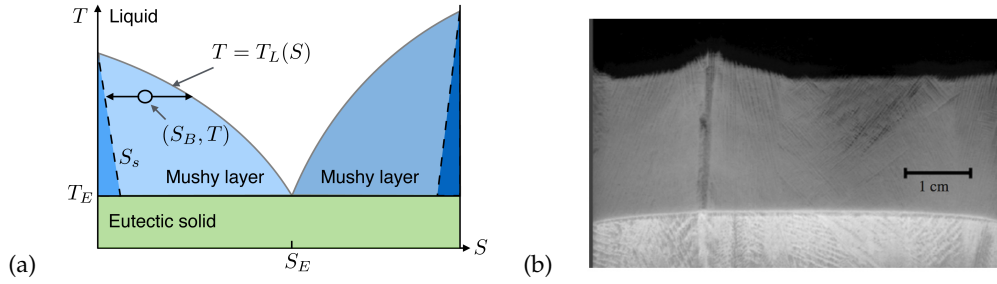 (a)
T
Liquid
T = T_L(S)
(S_B, T)
S_s
Mushy layer
Mushy layer
T_E
Eutectic solid
S_E
S
(b)
1 cm